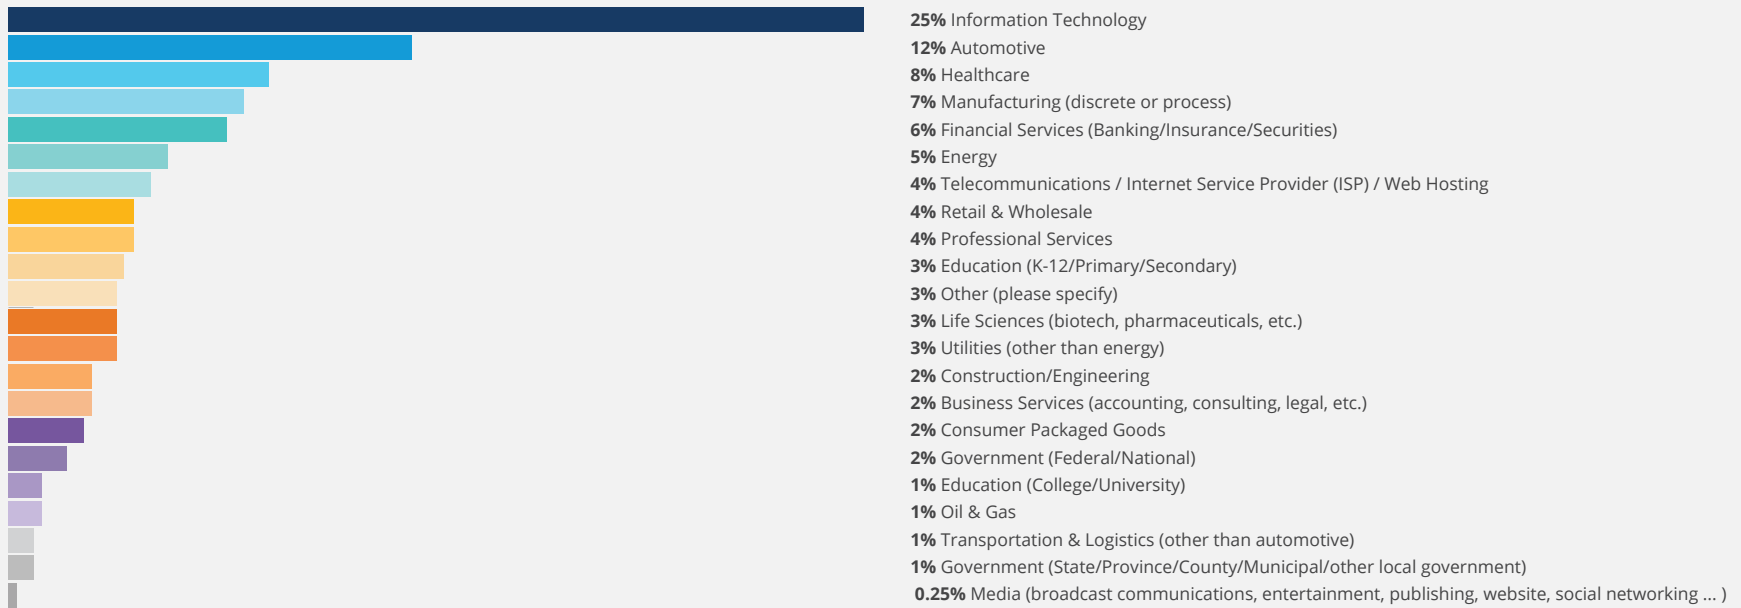 25% Information Technology
12% Automotive
8% Healthcare
7% Manufacturing (discrete or process)
6% Financial Services (Banking/Insurance/Securities)
5% Energy
4% Telecommunications / Internet Service Provider (ISP) / Web Hosting
4% Retail & Wholesale
4% Professional Services
3% Education (K-12/Primary/Secondary)
3% Other (please specify)
3% Life Sciences (biotech, pharmaceuticals, etc.)
3% Utilities (other than energy)
2% Construction/Engineering
2% Business Services (accounting, consulting, legal, etc.)
2% Consumer Packaged Goods
2% Government (Federal/National)
1% Education (College/University)
1% Oil & Gas
1% Transportation & Logistics (other than automotive)
1% Government (State/Province/County/Municipal/other local government)
0.25% Media (broadcast communications, entertainment, publishing, website, social networking ... )